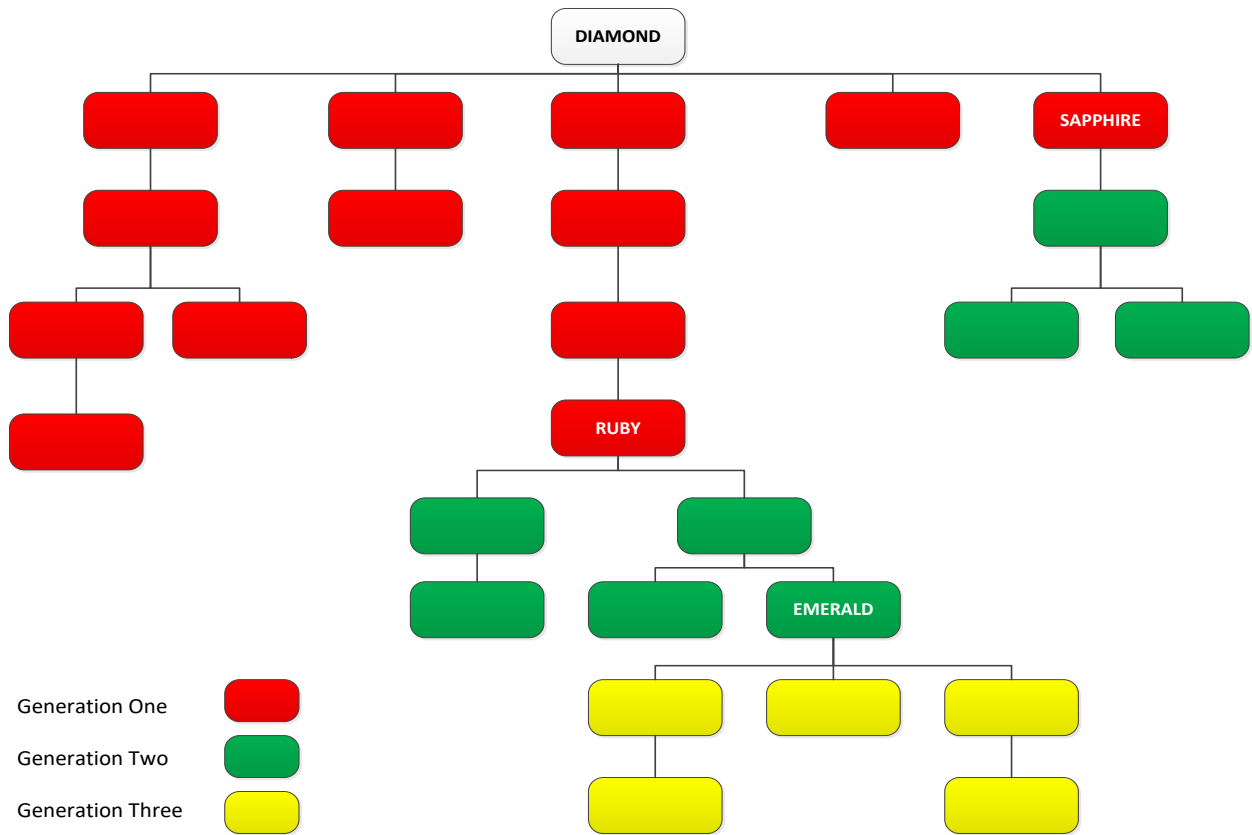 DIAMOND
SAPPHIRE
RUBY
EMERALD
Generation One
Generation Two
Generation Three